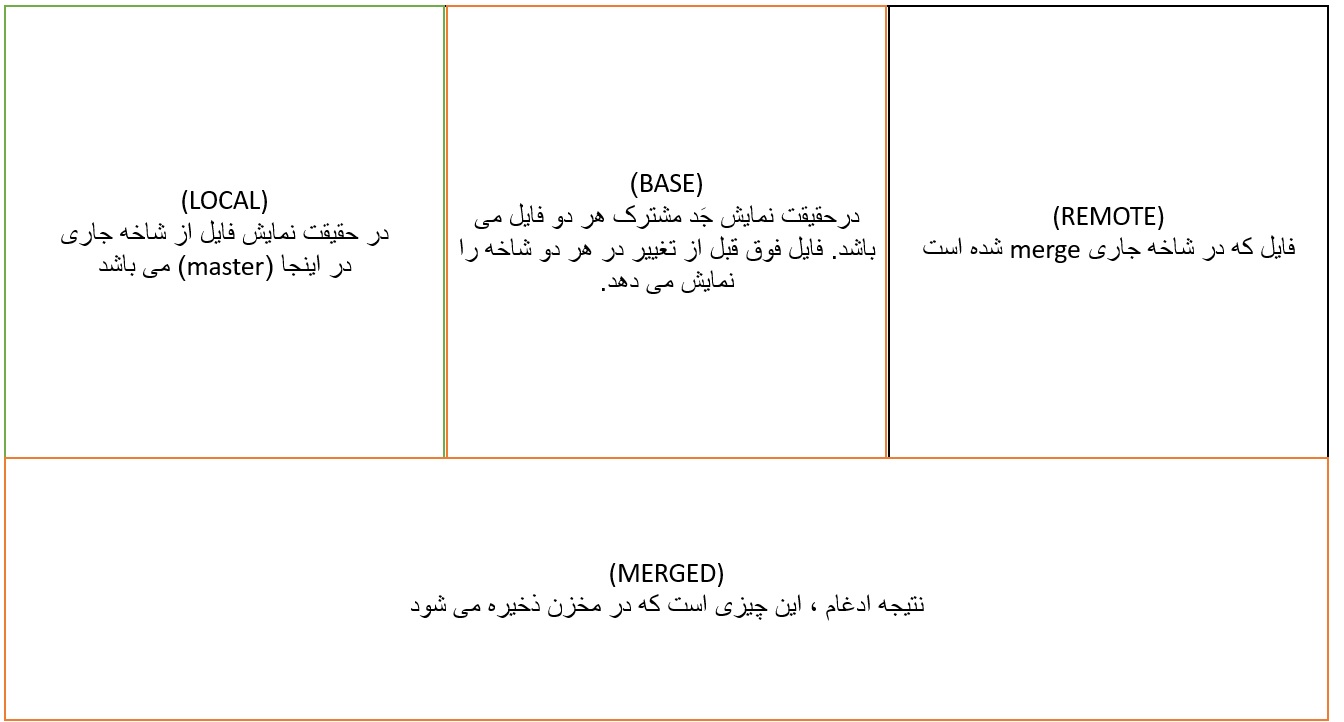 (LOCAL)
در حقیقت نمایش فایل از شاخه جاری
در اینجا (master) می باشد
(BASE)
درحقیقت نمایش جَد مشترک هر دو فایل می
باشد. فایل فوق قبل از تغییر در هر دو شاخه را
نمایش می دهد.
(REMOTE)
فایل که در شاخه جاری merge شده است
(MERGED)
نتیجه ادغام ، این چیزی است که در مخزن ذخیره می شود